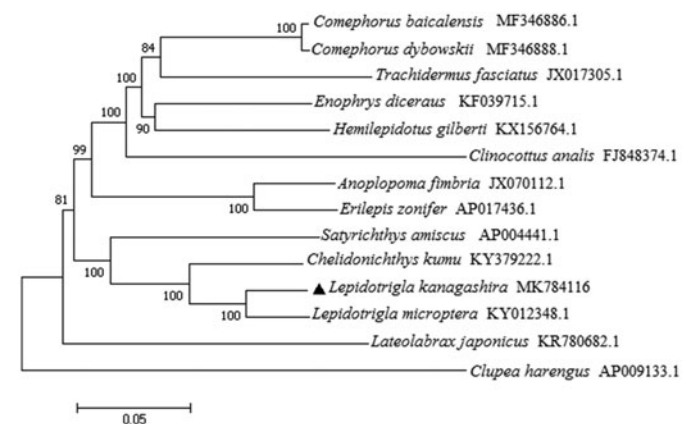 100 Comephorus baicalensis MF346886.1
84 Comephorus dybowskii MF346888.1
100 Trachidermus fasciatus JX017305.1
100 Enophrys diceraus KF039715.1
90 Hemilepidotus gilberti KX156764.1
99 Clinocottus analis FJ848374.1
Anoplopoma fimbria JX070112.1
81 100 Erilepis zonifer AP017436.1
Satyrichthys amiscus AP004441.1
100 Chelidonichthys kumu KY379222.1
100 ▲ Lepidotrigla kanagashira MK784116
100 Lepidotrigla microptera KY012348.1
Lateolabrax japonicus KR780682.1
Clupea harengus AP009133.1
0.05